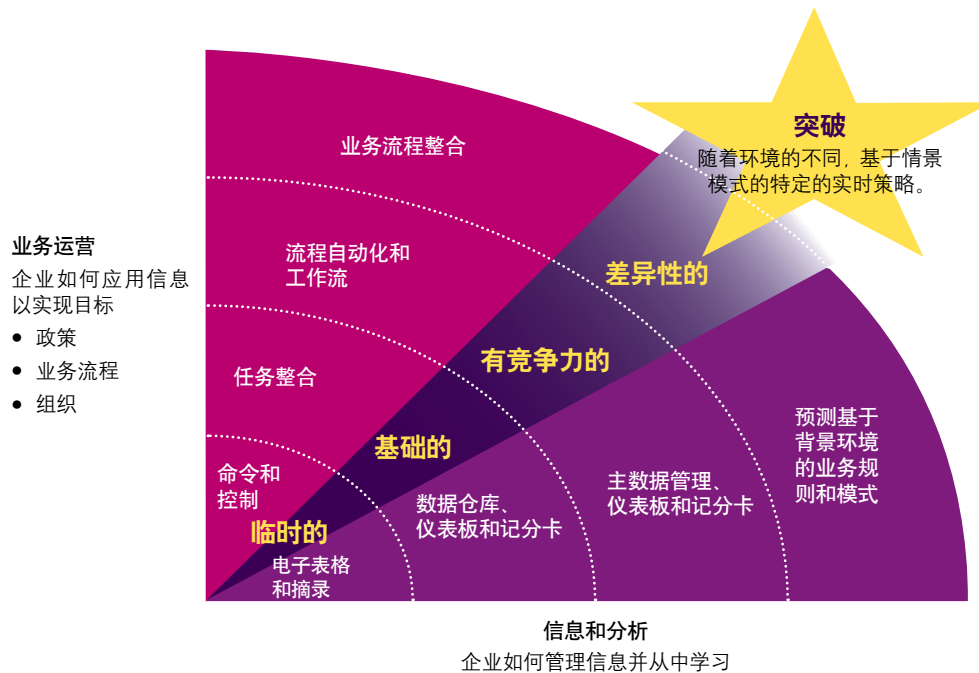 突破
随着环境的不同，基于情景
模式的特定的实时策略。
业务流程整合
流程自动化和
工作流
任务整合
命令和
控制
差异性的
有竞争力的
基础的
临时的
业务运营
企业如何应用信息
以实现目标
● 政策
● 业务流程
● 组织
预测基于
背景环境
的业务规
则和模式
主数据管理、
仪表板和记分卡
数据仓库、
仪表板和记分卡
电子表格
和摘录
信息和分析
企业如何管理信息并从中学习